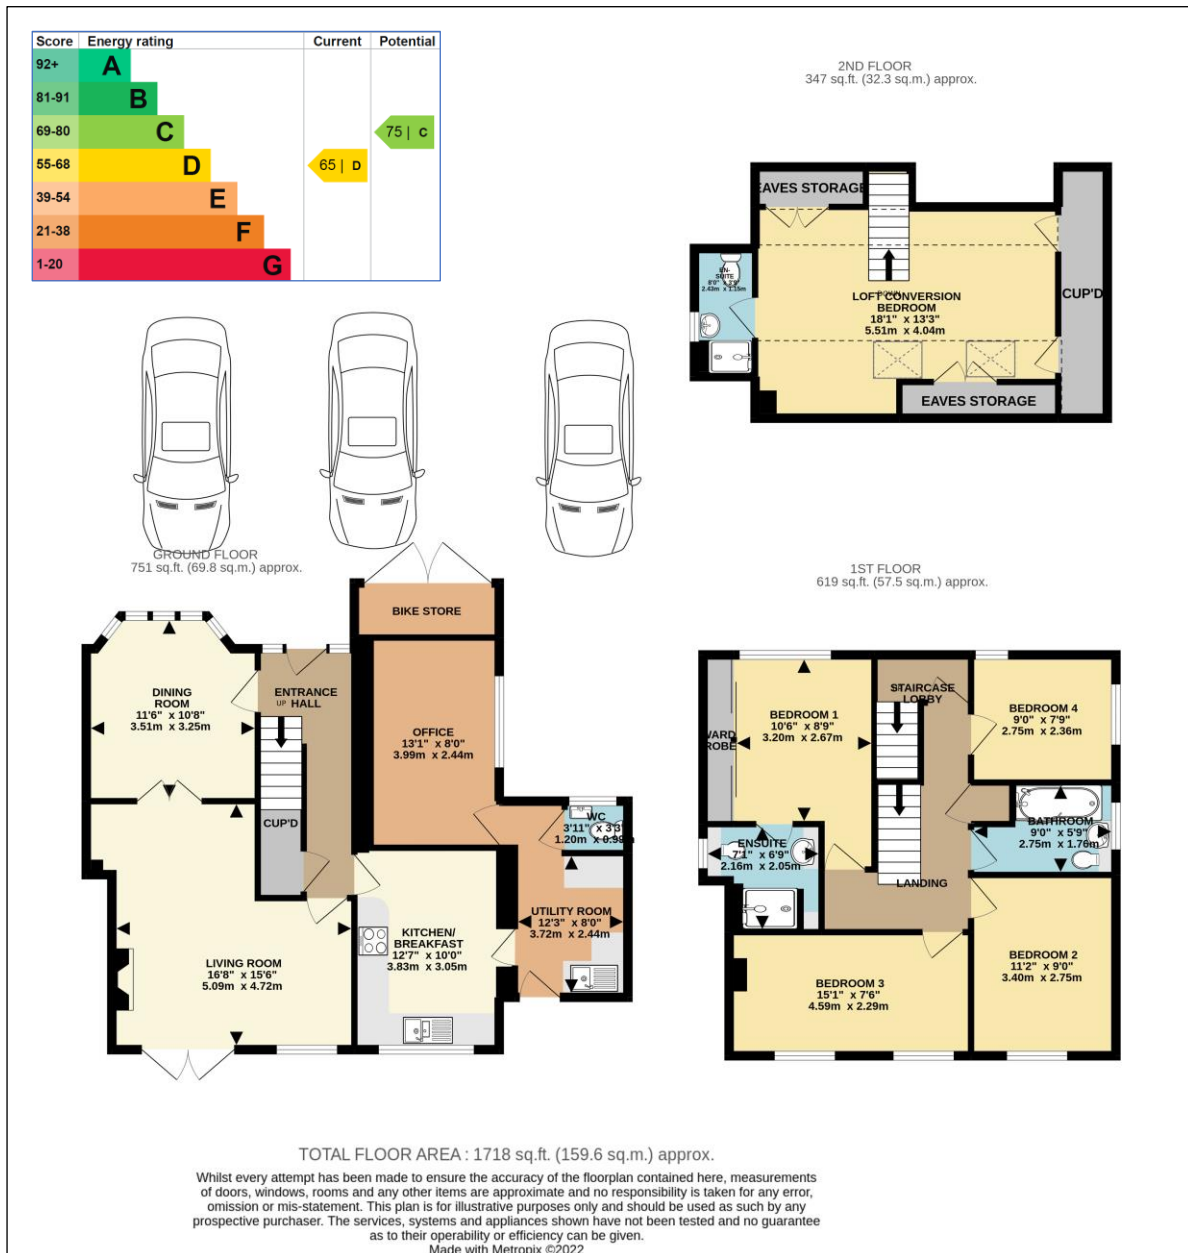 Score Energy rating Current Potential
92+ A
81-91 B
69-80 C 75 | C
55-68 D 65 | D
39-54 E
21-38 F
1-20 G
2ND FLOOR
347 sq.ft. (32.3 sq.m.) approx.
EAVES STORAGE
EN-
SUITE
8'0" x 3'9"
2.43m x 1.15m
DOWN
LOFT CONVERSION
BEDROOM
18'1" x 13'3"
5.51m x 4.04m
CUP'D
EAVES STORAGE
GROUND FLOOR
751 sq.ft. (69.8 sq.m.) approx.
BIKE STORE
DINING
ROOM
11'6" x 10'8"
3.51m x 3.25m
ENTRANCE
HALL
UP
OFFICE
13'1" x 8'0"
3.99m x 2.44m
CUP'D
WC
3'11" x 3'3"
1.20m x 0.99m
UTILITY ROOM
12'3" x 8'0"
3.72m x 2.44m
KITCHEN/
BREAKFAST
12'7" x 10'0"
3.83m x 3.05m
LIVING ROOM
16'8" x 15'6"
5.09m x 4.72m
1ST FLOOR
619 sq.ft. (57.5 sq.m.) approx.
WARD
ROBE
BEDROOM 1
10'6" x 8'9"
3.20m x 2.67m
STAIRCASE
LOBBY
BEDROOM 4
9'0" x 7'9"
2.75m x 2.36m
BATHROOM
9'0" x 5'9"
2.75m x 1.76m
ENSUITE
7'1" x 6'9"
2.16m x 2.05m
LANDING
BEDROOM 2
11'2" x 9'0"
3.40m x 2.75m
BEDROOM 3
15'1" x 7'6"
4.59m x 2.29m
TOTAL FLOOR AREA : 1718 sq.ft. (159.6 sq.m.) approx.
Whilst every attempt has been made to ensure the accuracy of the floorplan contained here, measurements
of doors, windows, rooms and any other items are approximate and no responsibility is taken for any error,
omission or mis-statement. This plan is for illustrative purposes only and should be used as such by any
prospective purchaser. The services, systems and appliances shown have not been tested and no guarantee
as to their operability or efficiency can be given.
Made with Metropix ©2022